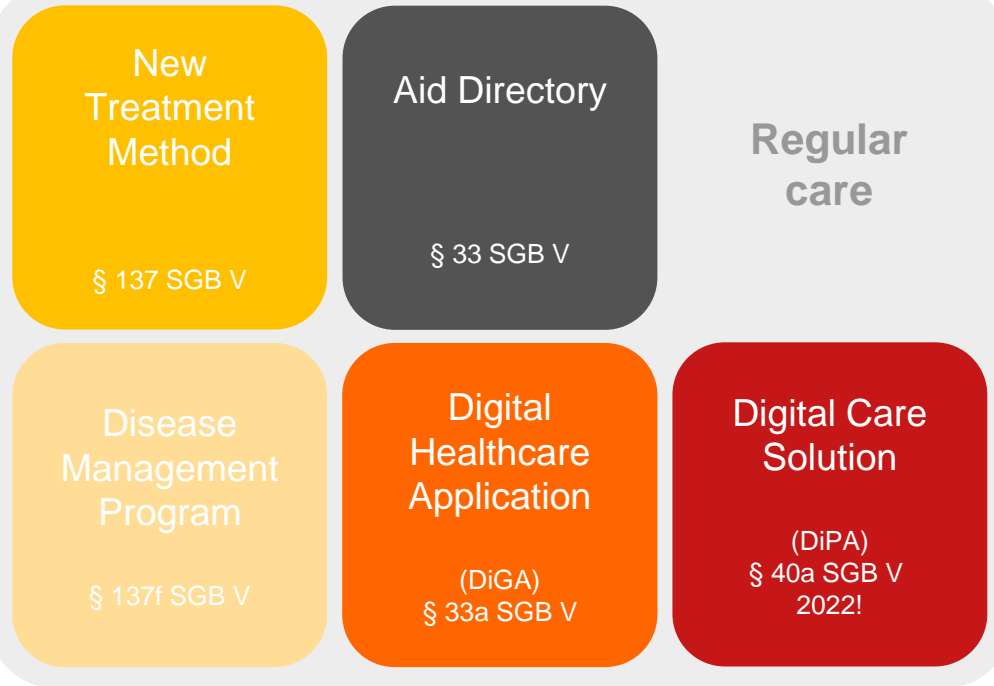 New
Treatment
Method
§ 137 SGB V
Aid Directory
§ 33 SGB V
Regular
care
Disease
Management
Program
§ 137f SGB V
Digital
Healthcare
Application
(DiGA)
§ 33a SGB V
Digital Care
Solution
(DiPA)
§ 40a SGB V
2022!